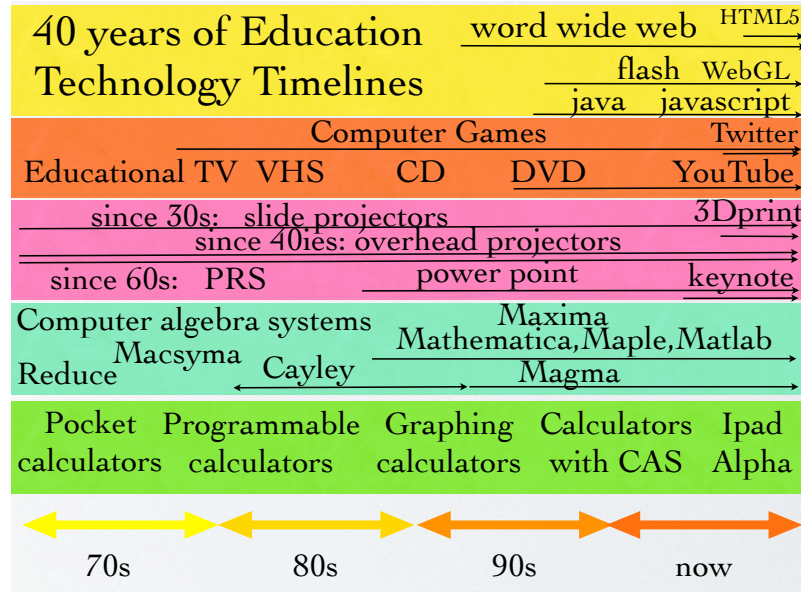 40 years of Education
Technology Timelines
word wide web
HTML5
flash WebGL
java javascript
Computer Games
Twitter
Educational TV VHS CD DVD YouTube
since 30s: slide projectors
3Dprint
since 40ies: overhead projectors
since 60s: PRS
power point
keynote
Computer algebra systems
Maxima
Macsyma
Mathematica,Maple,Matlab
Reduce
Cayley
Magma
Pocket
calculators
Programmable
calculators
Graphing
calculators
Calculators
with CAS
Ipad
Alpha
70s 80s 90s now